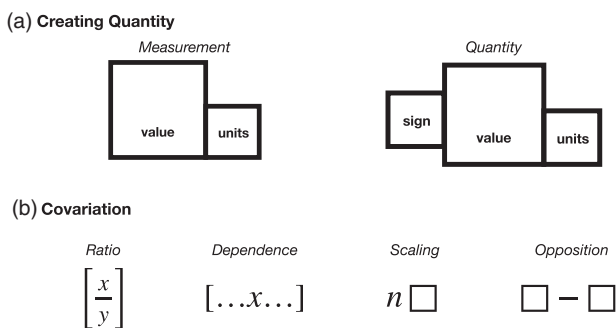 (a) Creating Quantity
Measurement Quantity
value units sign value units
(b) Covariation
Ratio Dependence Scaling Opposition
[x/y] [...x...] n□ □ − □